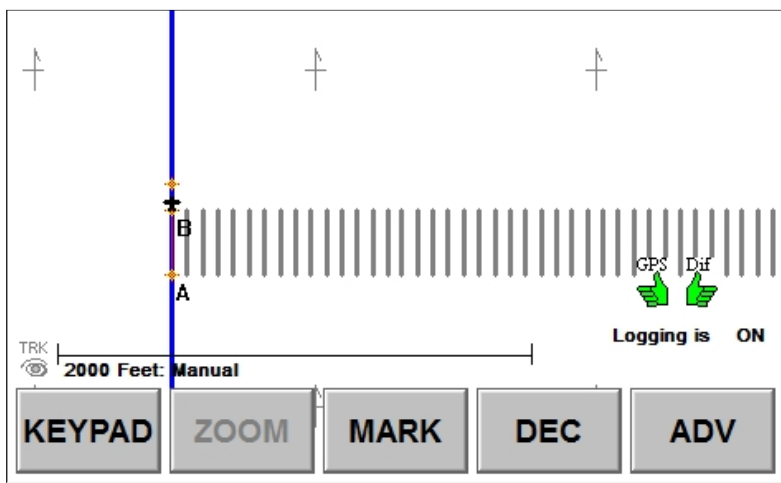 B
GPS Dif
A
Logging is ON
TRK
2000 Feet: Manual
KEYPAD ZOOM MARK DEC ADV